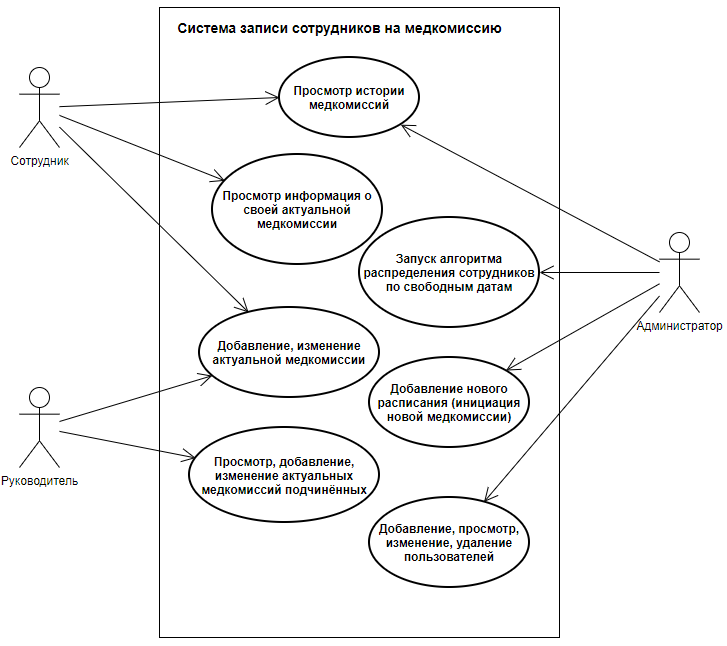 Система записи сотрудников на медкомиссию
Просмотр истории
медкомиссий
Сотрудник
Просмотр информация о
своей актуальной
медкомиссии
Запуск алгоритма
распределения сотрудников
по свободным датам
Администратор
Добавление, изменение
актуальной медкомиссии
Добавление нового
расписания (инициация
новой медкомиссии)
Руководитель
Просмотр, добавление,
изменение актуальных
медкомиссий подчинённых
Добавление, просмотр,
изменение, удаление
пользователей